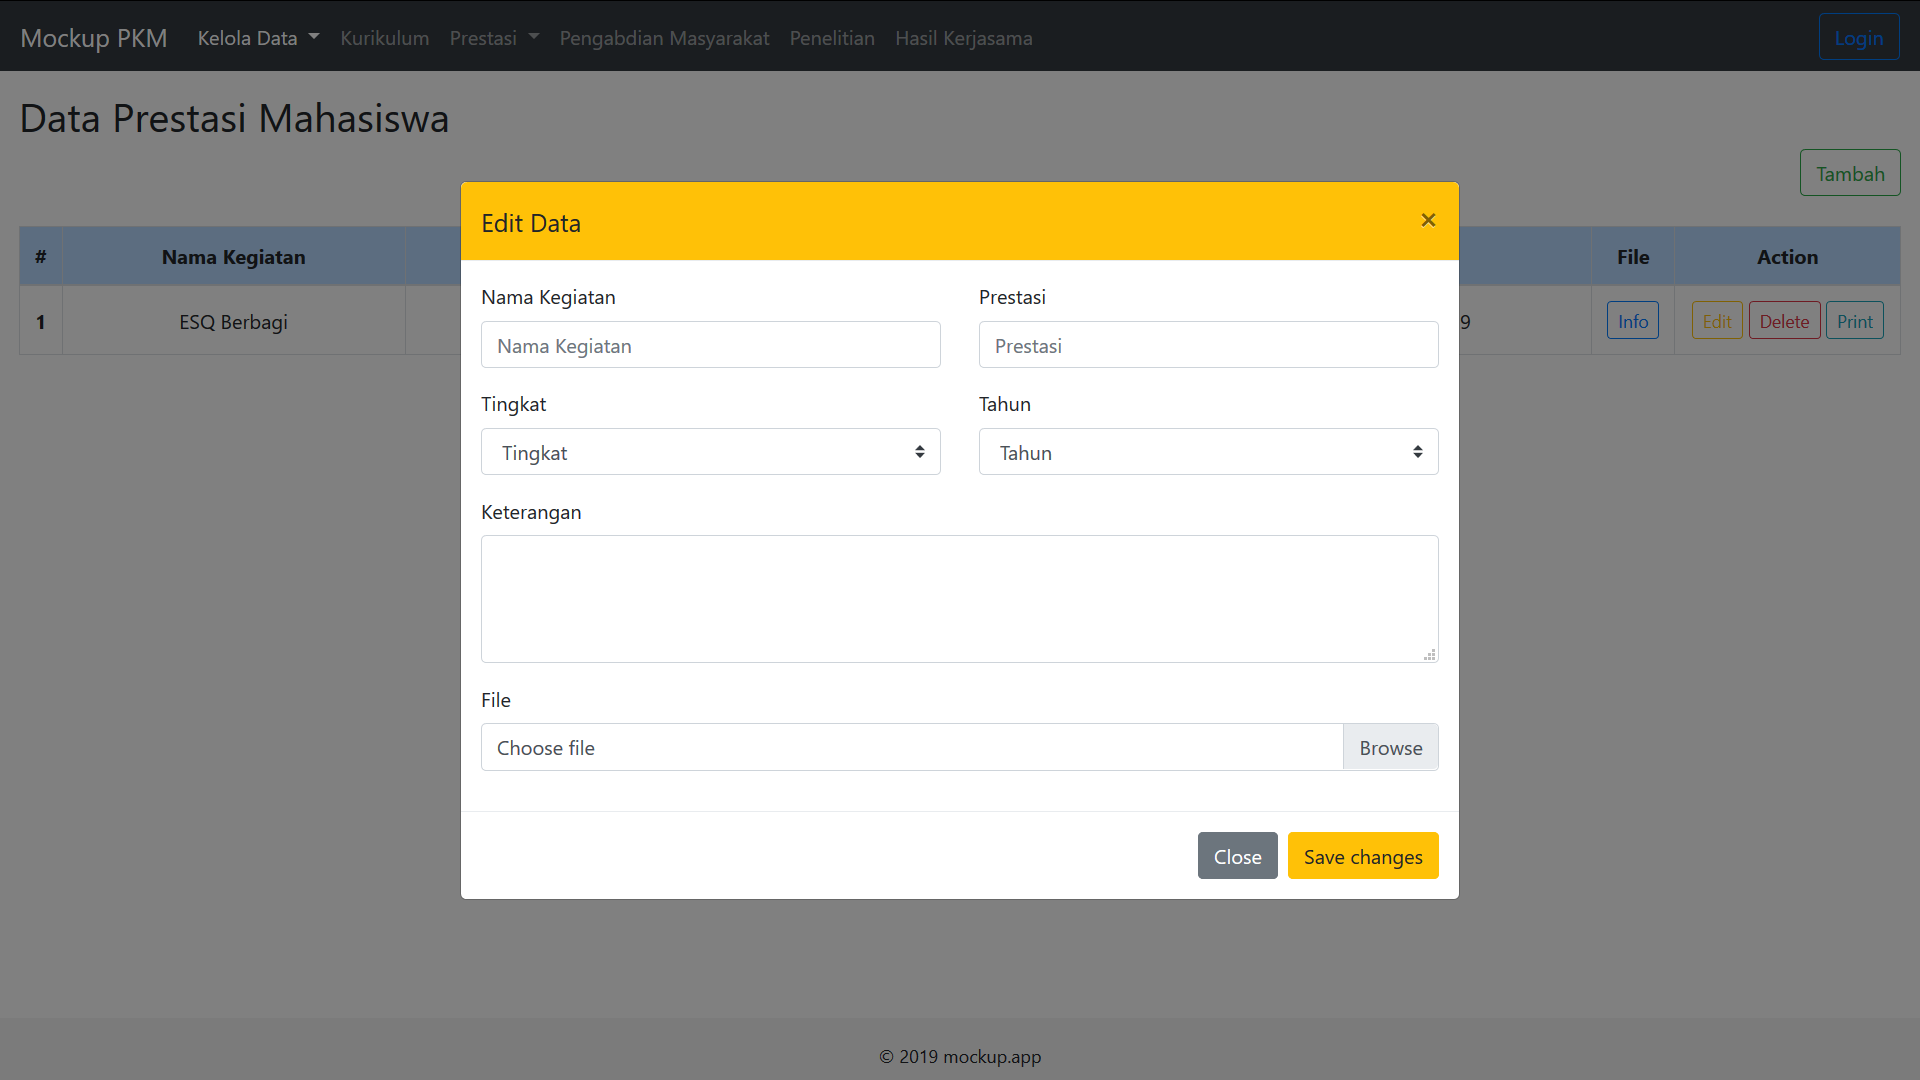 Mockup PKM Kelola Data Kurikulum Prestasi Pengabdian Masyarakat Penelitian Hasil Kerjasama Login
Data Prestasi Mahasiswa
Tambah
# Nama Kegiatan File Action
1 ESQ Berbagi 9 Info Edit Delete Print
Edit Data ×
Nama Kegiatan Prestasi
Nama Kegiatan Prestasi
Tingkat Tahun
Tingkat Tahun
Keterangan
File
Choose file Browse
Close Save changes
© 2019 mockup.app